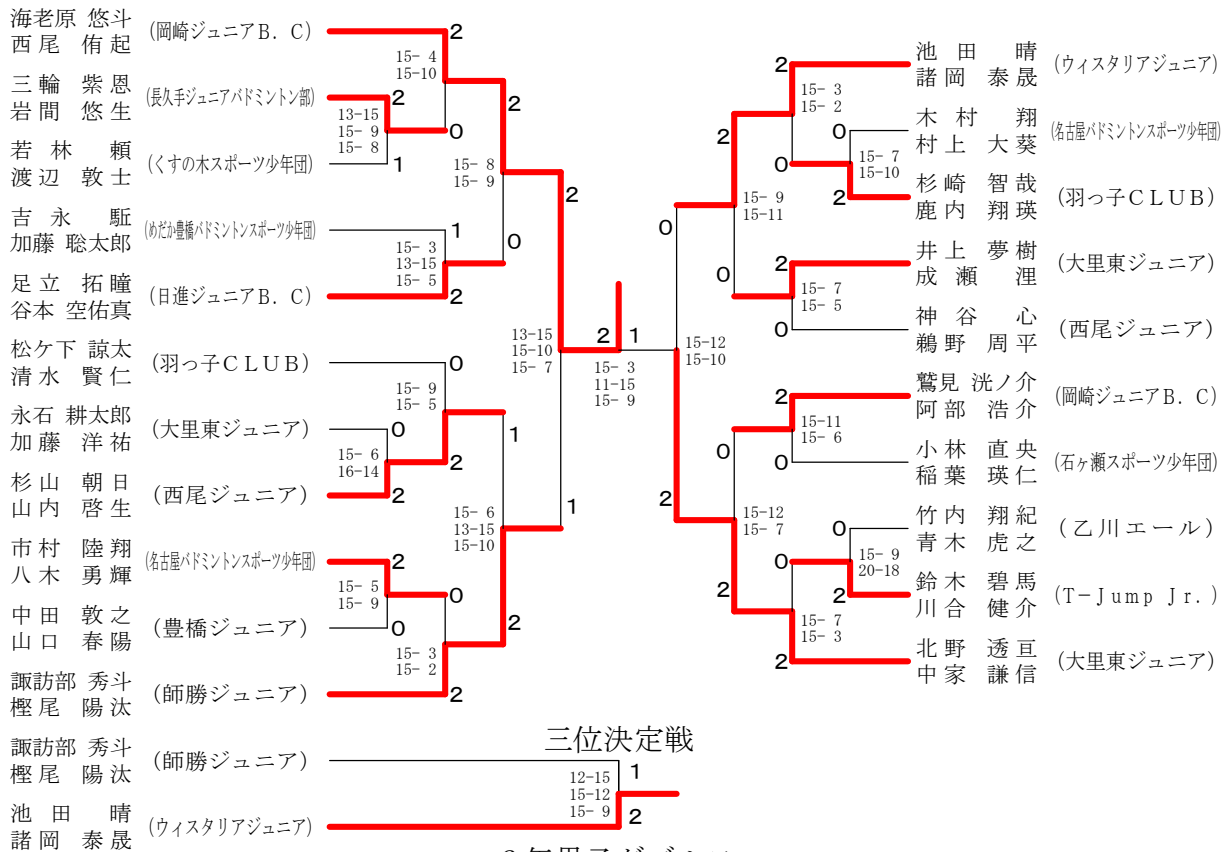 海老原 悠斗
西尾 侑起
(岡崎ジュニアB.C)
2
15- 4
15-10
三輪 紫恩
岩間 悠生
(長久手ジュニアバドミントン部)
2
13-15
15- 9
15- 8
0
若林 頼
渡辺 敦士
(くすの木スポーツ少年団)
1
2
15- 8
15- 9
吉永 駈
加藤 聡太郎
(めだか豊橋バドミントンスポーツ少年団)
1
15- 3
13-15
15- 5
0
足立 拓瞳
谷本 空佑真
(日進ジュニアB.C)
2
2
13-15
15-10
15- 7
松ケ下 諒太
清水 賢仁
(羽っ子CLUB)
0
15- 9
15- 5
永石 耕太郎
加藤 洋祐
(大里東ジュニア)
0
15- 6
16-14
2
杉山 朝日
山内 啓生
(西尾ジュニア)
2
1
15- 6
13-15
15-10
1
市村 陸翔
八木 勇輝
(名古屋バドミントンスポーツ少年団)
2
15- 5
15- 9
0
中田 敦之
山口 春陽
(豊橋ジュニア)
0
15- 3
15- 2
2
諏訪部 秀斗
樫尾 陽汰
(師勝ジュニア)
2
2
1
15- 3
11-15
15- 9
池田 晴
諸岡 泰晟
(ウィスタリアジュニア)
2
15- 3
15- 2
木村 翔
村上 大葵
(名古屋バドミントンスポーツ少年団)
0
15- 7
15-10
0
杉崎 智哉
鹿内 翔瑛
(羽っ子CLUB)
2
2
15- 9
15-11
0
井上 夢樹
成瀬 浬
(大里東ジュニア)
2
15- 7
15- 5
0
神谷 心
鵜野 周平
(西尾ジュニア)
0
15-12
15-10
鷲見 洸ノ介
阿部 浩介
(岡崎ジュニアB.C)
2
15-11
15- 6
0
小林 直央
稲葉 瑛仁
(石ヶ瀬スポーツ少年団)
0
2
15-12
15- 7
竹内 翔紀
青木 虎之
(乙川エール)
0
15- 9
20-18
0
鈴木 碧馬
川合 健介
(T-Jump Jr.)
2
2
15- 7
15- 3
北野 透亘
中家 謙信
(大里東ジュニア)
2
三位決定戦
諏訪部 秀斗
樫尾 陽汰
(師勝ジュニア)
1
12-15
15-12
15- 9
池田 晴
諸岡 泰晟
(ウィスタリアジュニア)
2